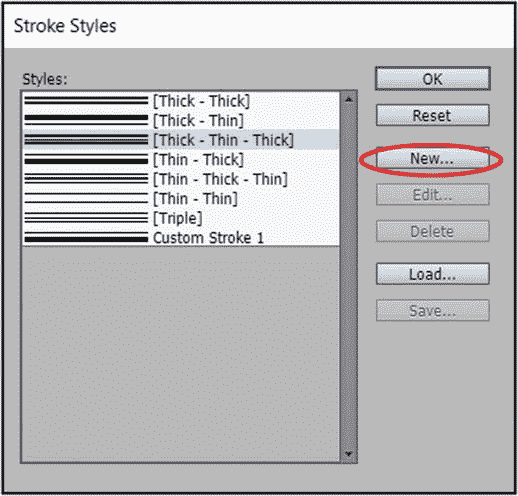 Stroke Styles
Styles:
[Thick - Thick]
[Thick - Thin]
[Thick - Thin - Thick]
[Thin - Thick]
[Thin - Thick - Thin]
[Thin - Thin]
[Triple]
Custom Stroke 1
OK
Reset
New...
Edit...
Delete
Load...
Save...